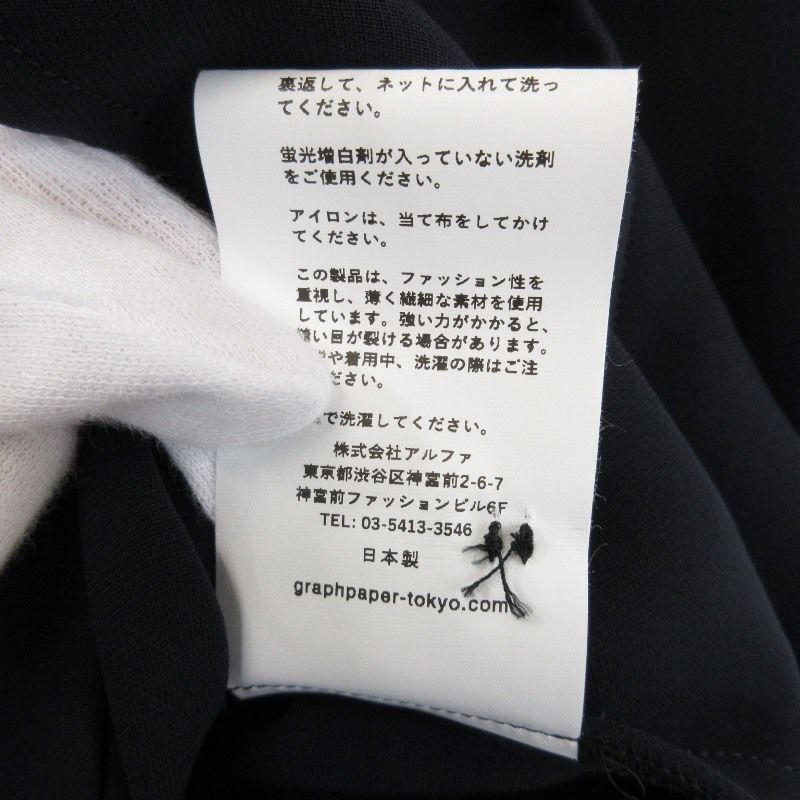 裏返して、ネットに入れて洗っ
てください。
蛍光増白剤が入っていない洗剤
をご使用ください。
アイロンは、当て布をしてかけ
てください。
この製品は、ファッション性を
重視し、薄く繊細な素材を使用
しています。強い力がかかると、
い目が裂ける場合があります。
や着用中、洗濯の際はご注
ださい。
で洗濯してください。
株式会社アルファ
東京都渋谷区神宮前2-6-7
神宮前ファッションビル6F
TEL: 03-5413-3546
日本製
graphpaper-tokyo.com